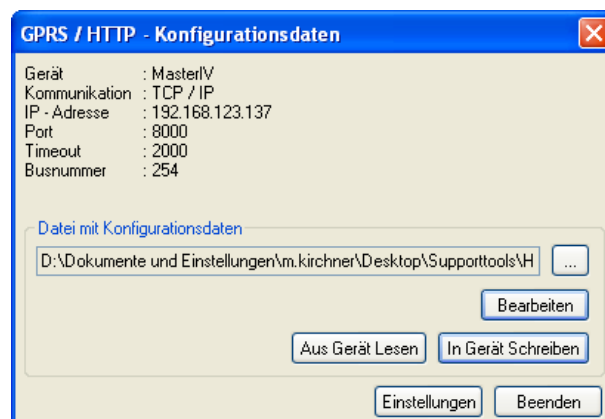 GPRS / HTTP - Konfigurationsdaten
Gerät : MasterIV
Kommunikation : TCP / IP
IP - Adresse : 192.168.123.137
Port : 8000
Timeout : 2000
Busnummer : 254
Datei mit Konfigurationsdaten
D:\Dokumente und Einstellungen\m.kirchner\Desktop\Supporttools\H ...
Bearbeiten
Aus Gerät Lesen In Gerät Schreiben
Einstellungen Beenden